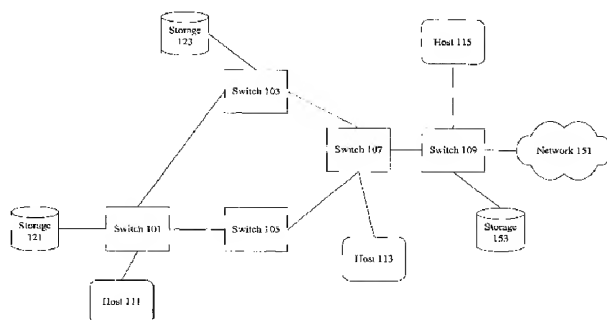 Storage
123
Host 115
Switch 103
Switch 107
Switch 109
Network 151
Storage
121
Switch 101
Switch 105
Host 113
Storage
153
Host 111